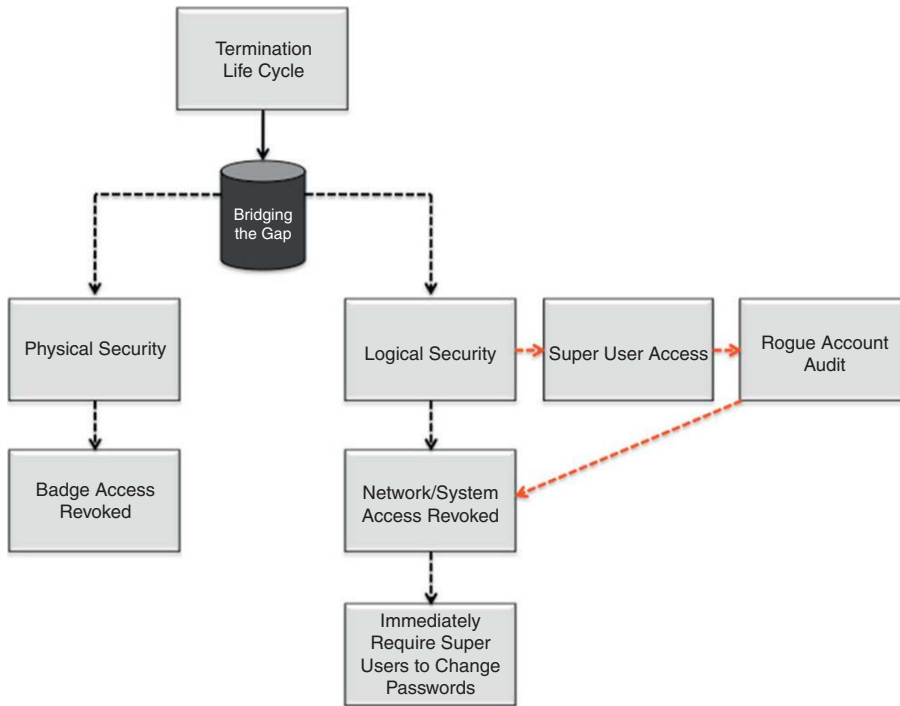 Termination
Life Cycle
Bridging
the Gap
Physical Security
Logical Security
Super User Access
Rogue Account
Audit
Badge Access
Revoked
Network/System
Access Revoked
Immediately
Require Super
Users to Change
Passwords